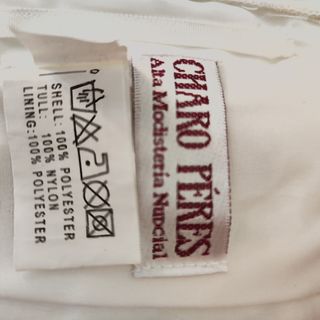 CHARO PÉRES
Alta Modistería Nupcial
SHELL: 100% POLYESTER
TULL: 100% NYLON
LINING:100%
POLYESTER